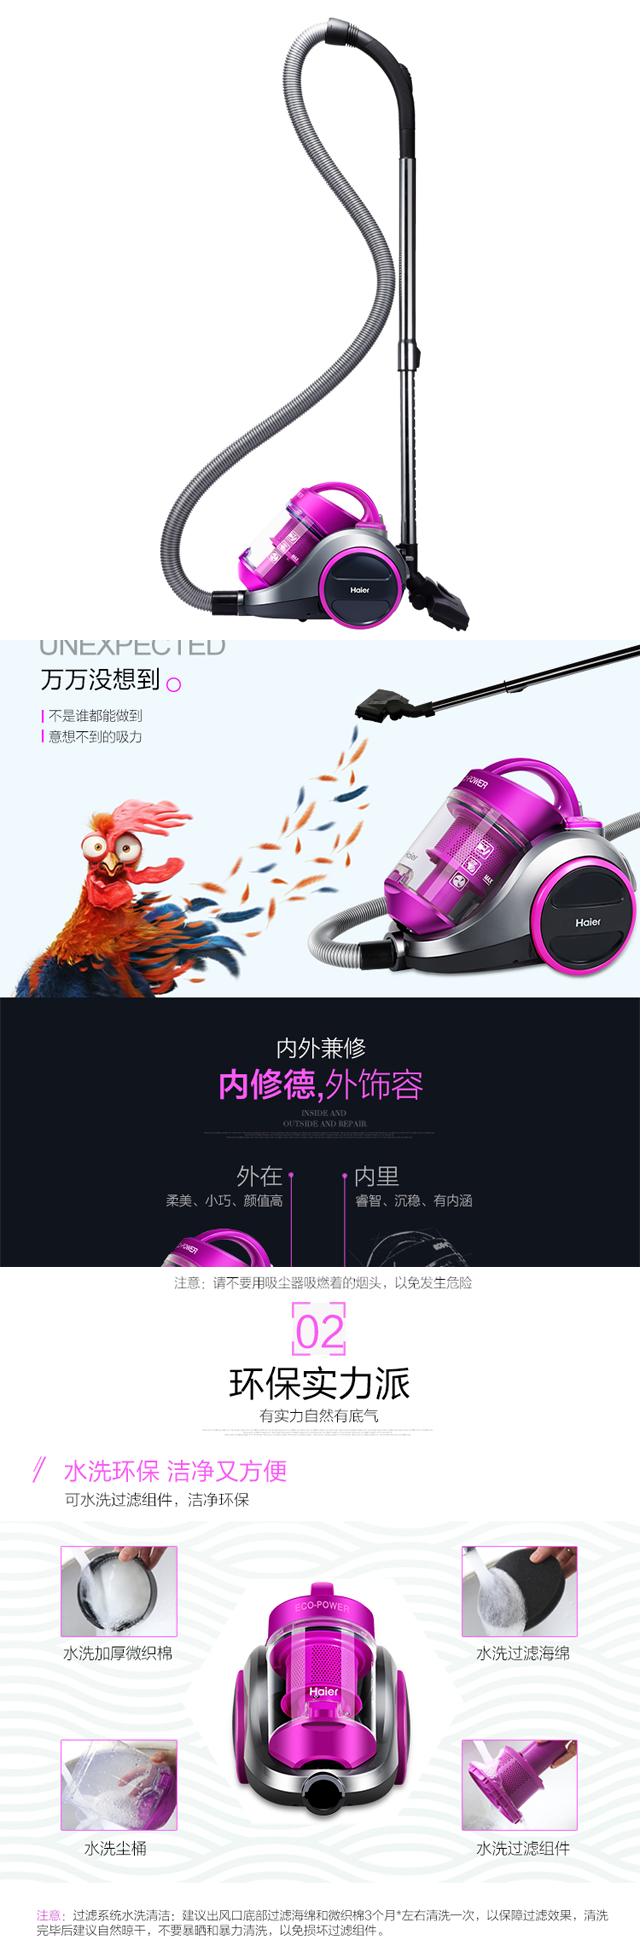 Haier
UNEXPECTED
万万没想到
不是谁都能做到
意想不到的吸力
-POWER
Haier
MAX
Haier
内外兼修
内修德,外饰容
INSIDE AND
OUTSIDE AND REPAIR
外在
内里
柔美、小巧、颜值高
睿智、沉稳、有内涵
-POWER
注意：请不要用吸尘器吸燃着的烟头，以免发生危险
02
环保实力派
有实力自然有底气
水洗环保 洁净又方便
可水洗过滤组件，洁净环保
ECO-POWER
Haier
水洗加厚微织棉
水洗过滤海绵
水洗尘桶
水洗过滤组件
注意：过滤系统水洗清洁：建议出风口底部过滤海绵和微织棉3个月*左右清洗一次，以保障过滤效果，清洗
完毕后建议自然晾干，不要暴晒和暴力清洗，以免损坏过滤组件。